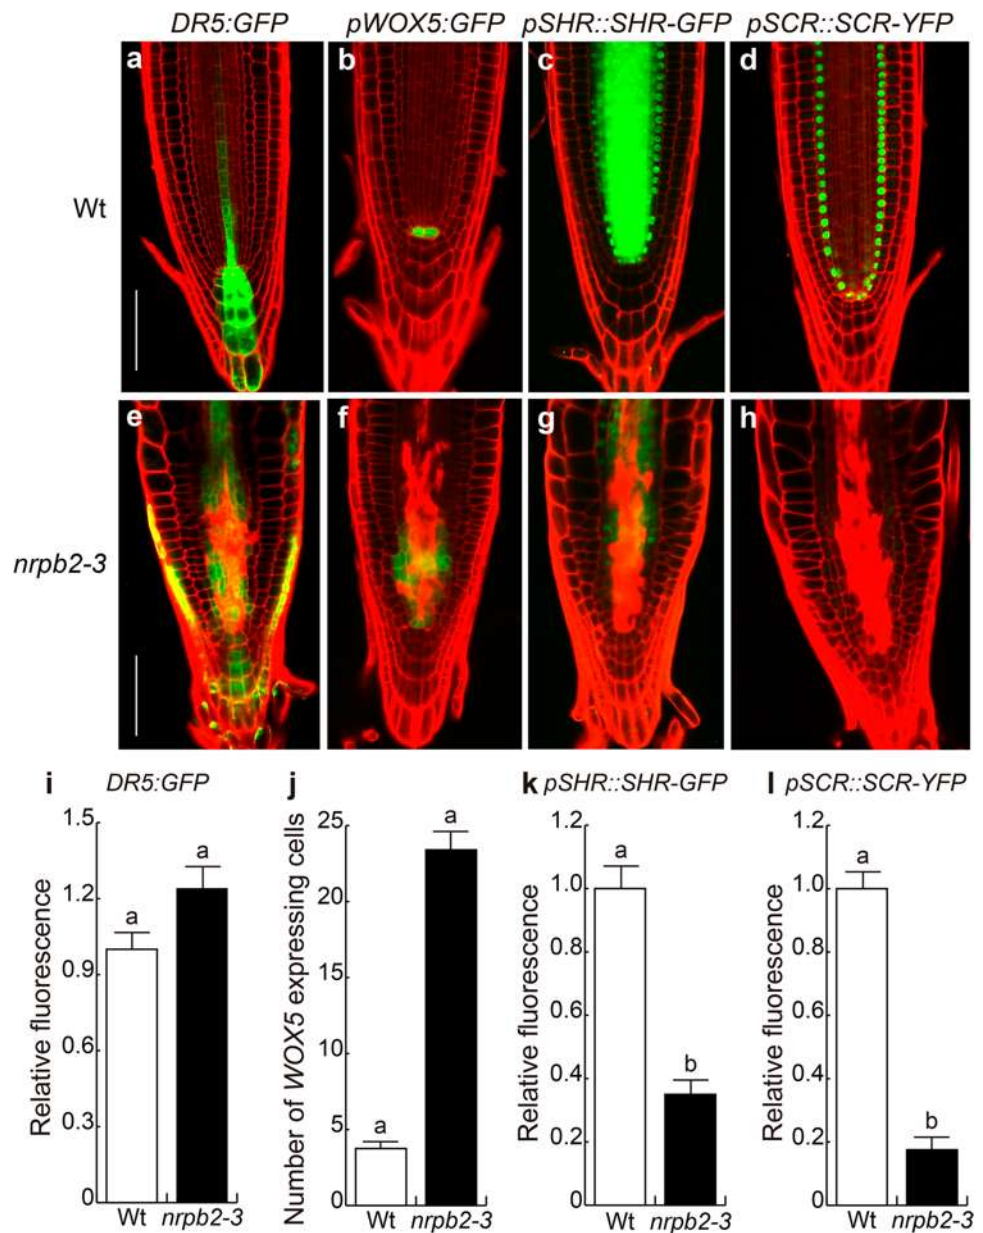 DR5:GFP pWOX5:GFP pSHR::SHR-GFP pSCR::SCR-YFP
a b c d
Wt
e f g h
nrpb2-3
i DR5:GFP
Relative fluorescence
1.5
1.2
0.9
0.6
0.3
0
a
a
Wt nrpb2-3
j
Number of WOX5 expressing cells
25
20
15
10
5
0
a
a
Wt nrpb2-3
k pSHR::SHR-GFP
Relative fluorescence
1.2
1.0
0.8
0.6
0.4
0.2
0
a
b
Wt nrpb2-3
l pSCR::SCR-YFP
Relative fluorescence
1.2
1.0
0.8
0.6
0.4
0.2
0
a
b
Wt nrpb2-3